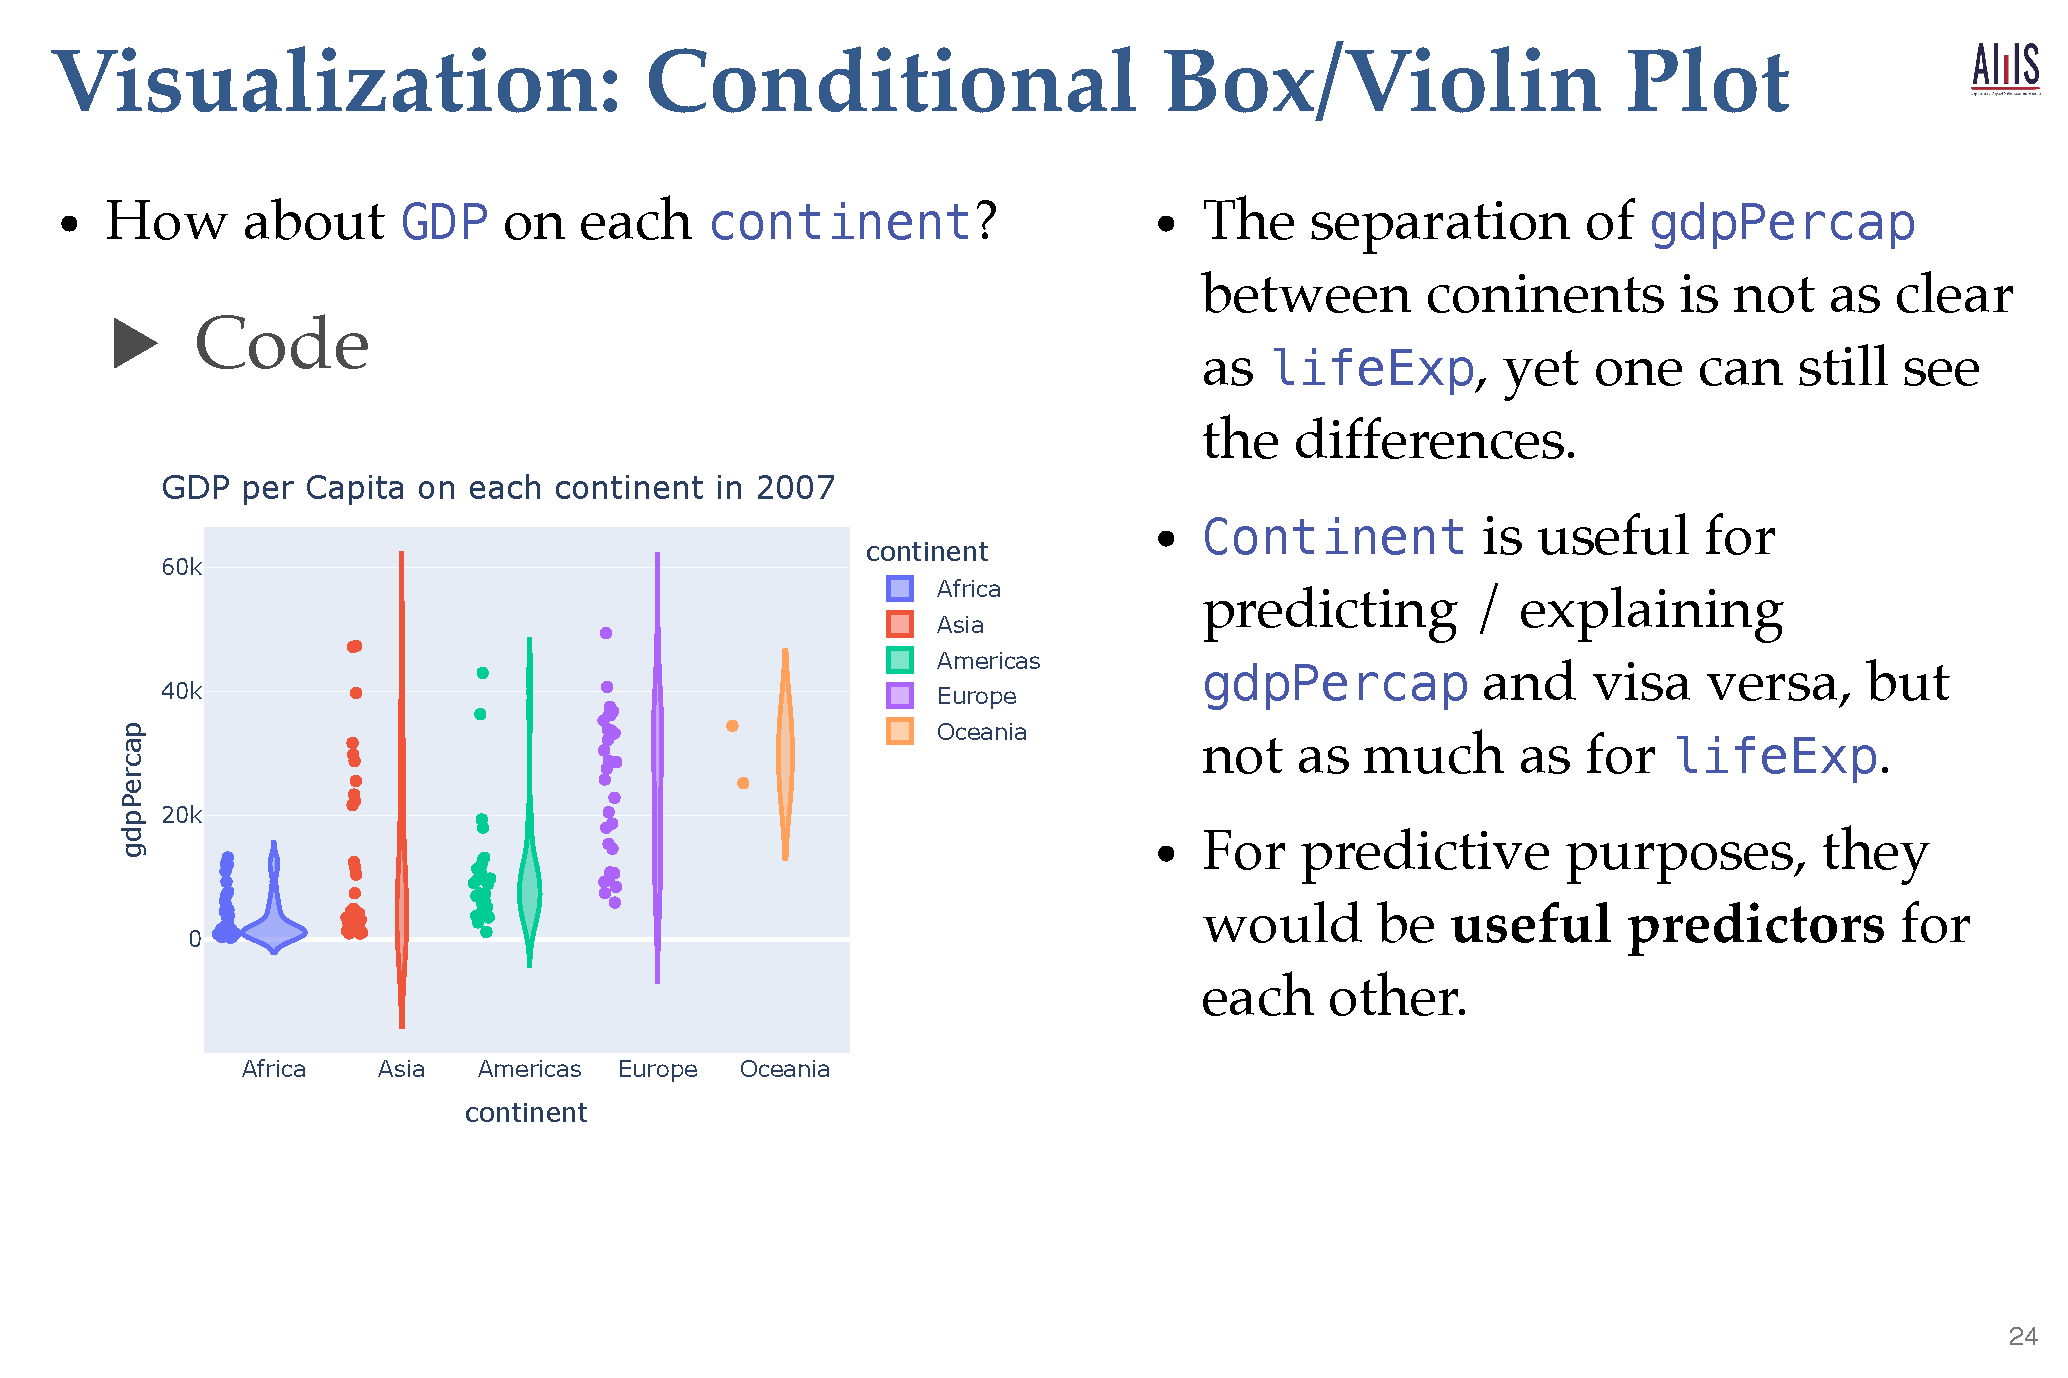 Visualization: Conditional Box/Violin Plot
AMIS
• How about GDP on each continent?
▶ Code
GDP per Capita on each continent in 2007
60k
40k
20k
0
gdpPercap
Africa Asia Americas Europe Oceania
continent
continent
Africa
Asia
Americas
Europe
Oceania
• The separation of gdpPercap
between coninents is not as clear
as lifeExp, yet one can still see
the differences.
• Continent is useful for
predicting / explaining
gdpPercap and visa versa, but
not as much as for lifeExp.
• For predictive purposes, they
would be useful predictors for
each other.
24